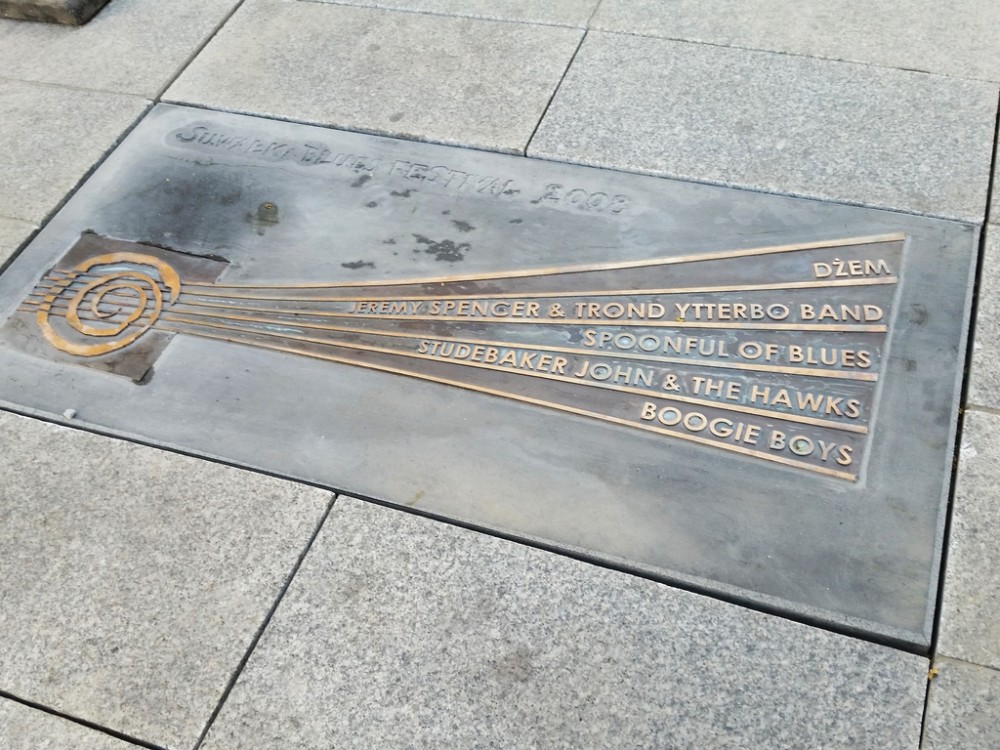 SUWAŁKI BLUES FESTIVAL 2008
DŻEM
JEREMY SPENCER & TROND YTTERBO BAND
SPOONFUL OF BLUES
STUDEBAKER JOHN & THE HAWKS
BOOGIE BOYS